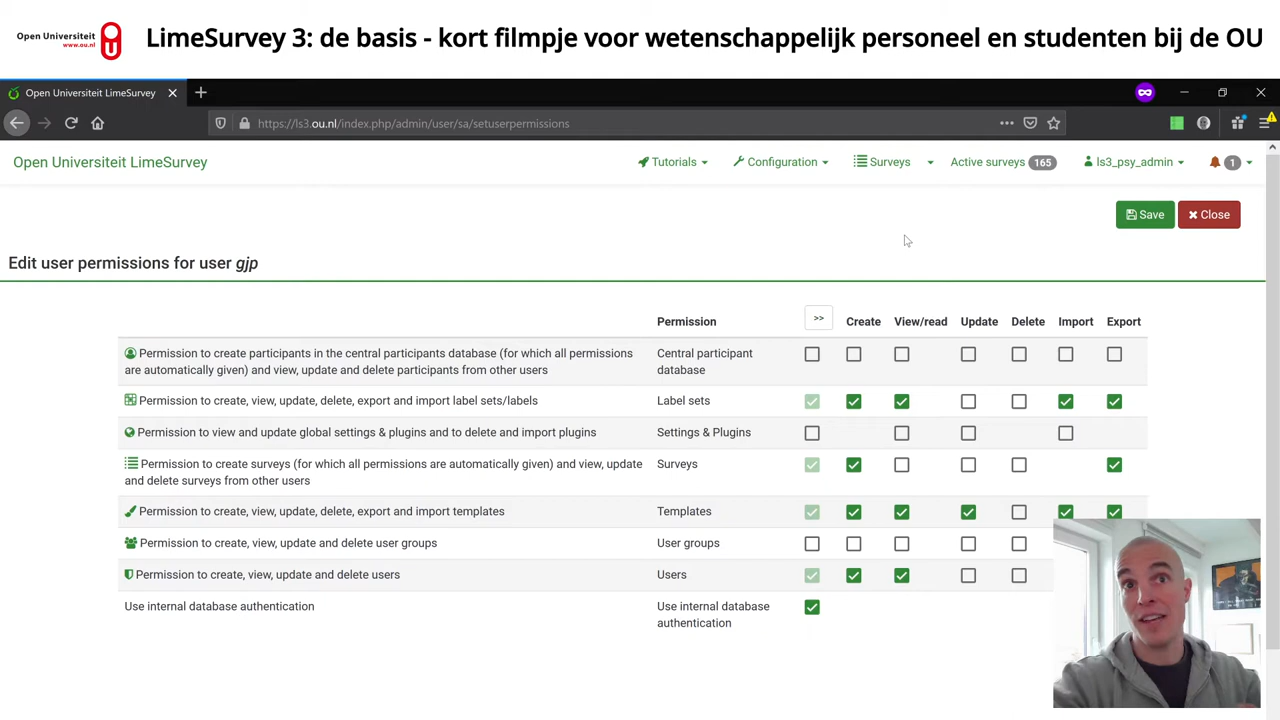 Open Universiteit
www.ou.nl
LimeSurvey 3: de basis - kort filmpje voor wetenschappelijk personeel en studenten bij de OU
Open Universiteit LimeSurvey
https://ls3.ou.nl/index.php/admin/user/sa/setuserpermissions
Open Universiteit LimeSurvey
Tutorials
Configuration
Surveys
Active surveys 165
ls3_psy_admin
1
Save
Close
Edit user permissions for user gjp
Permission
>>
Create
View/read
Update
Delete
Import
Export
Permission to create participants in the central participants database (for which all permissions
are automatically given) and view, update and delete participants from other users
Central participant
database
Permission to create, view, update, delete, export and import label sets/labels
Label sets
Permission to view and update global settings & plugins and to delete and import plugins
Settings & Plugins
Permission to create surveys (for which all permissions are automatically given) and view, update
and delete surveys from other users
Surveys
Permission to create, view, update, delete, export and import templates
Templates
Permission to create, view, update and delete user groups
User groups
Permission to create, view, update and delete users
Users
Use internal database authentication
Use internal database
authentication